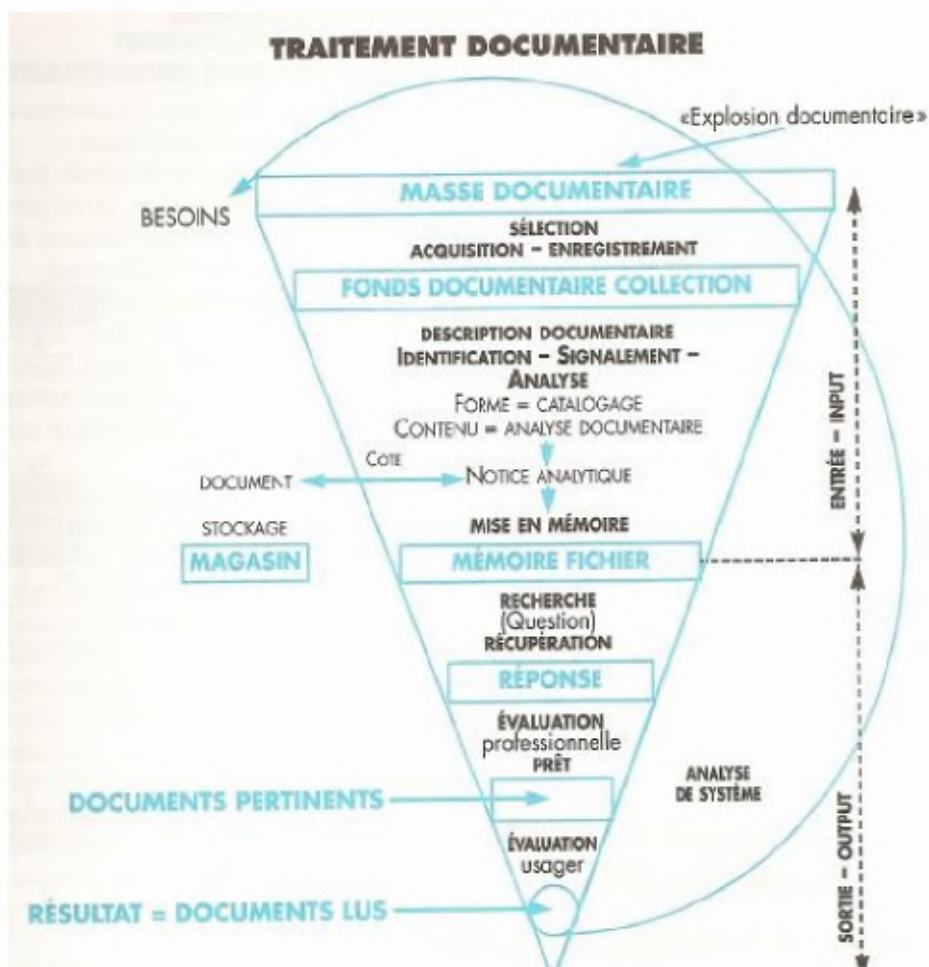 TRAITEMENT DOCUMENTAIRE
«Explosion documentaire»
MASSE DOCUMENTAIRE
BESOINS
SÉLECTION
ACQUISITION – ENREGISTREMENT
FONDS DOCUMENTAIRE COLLECTION
DESCRIPTION DOCUMENTAIRE
IDENTIFICATION – SIGNALEMENT –
ANALYSE
FORME = CATALOGAGE
CONTENU = ANALYSE DOCUMENTAIRE
COTE
DOCUMENT
NOTICE ANALYTIQUE
ENTRÉE – INPUT
STOCKAGE
MISE EN MÉMOIRE
MAGASIN
MÉMOIRE FICHIER
RECHERCHE
(Question)
RÉCUPÉRATION
RÉPONSE
ÉVALUATION
professionnelle
PRÊT
ANALYSE
DE SYSTÈME
DOCUMENTS PERTINENTS
ÉVALUATION
usager
SORTIE – OUTPUT
RÉSULTAT = DOCUMENTS LUS